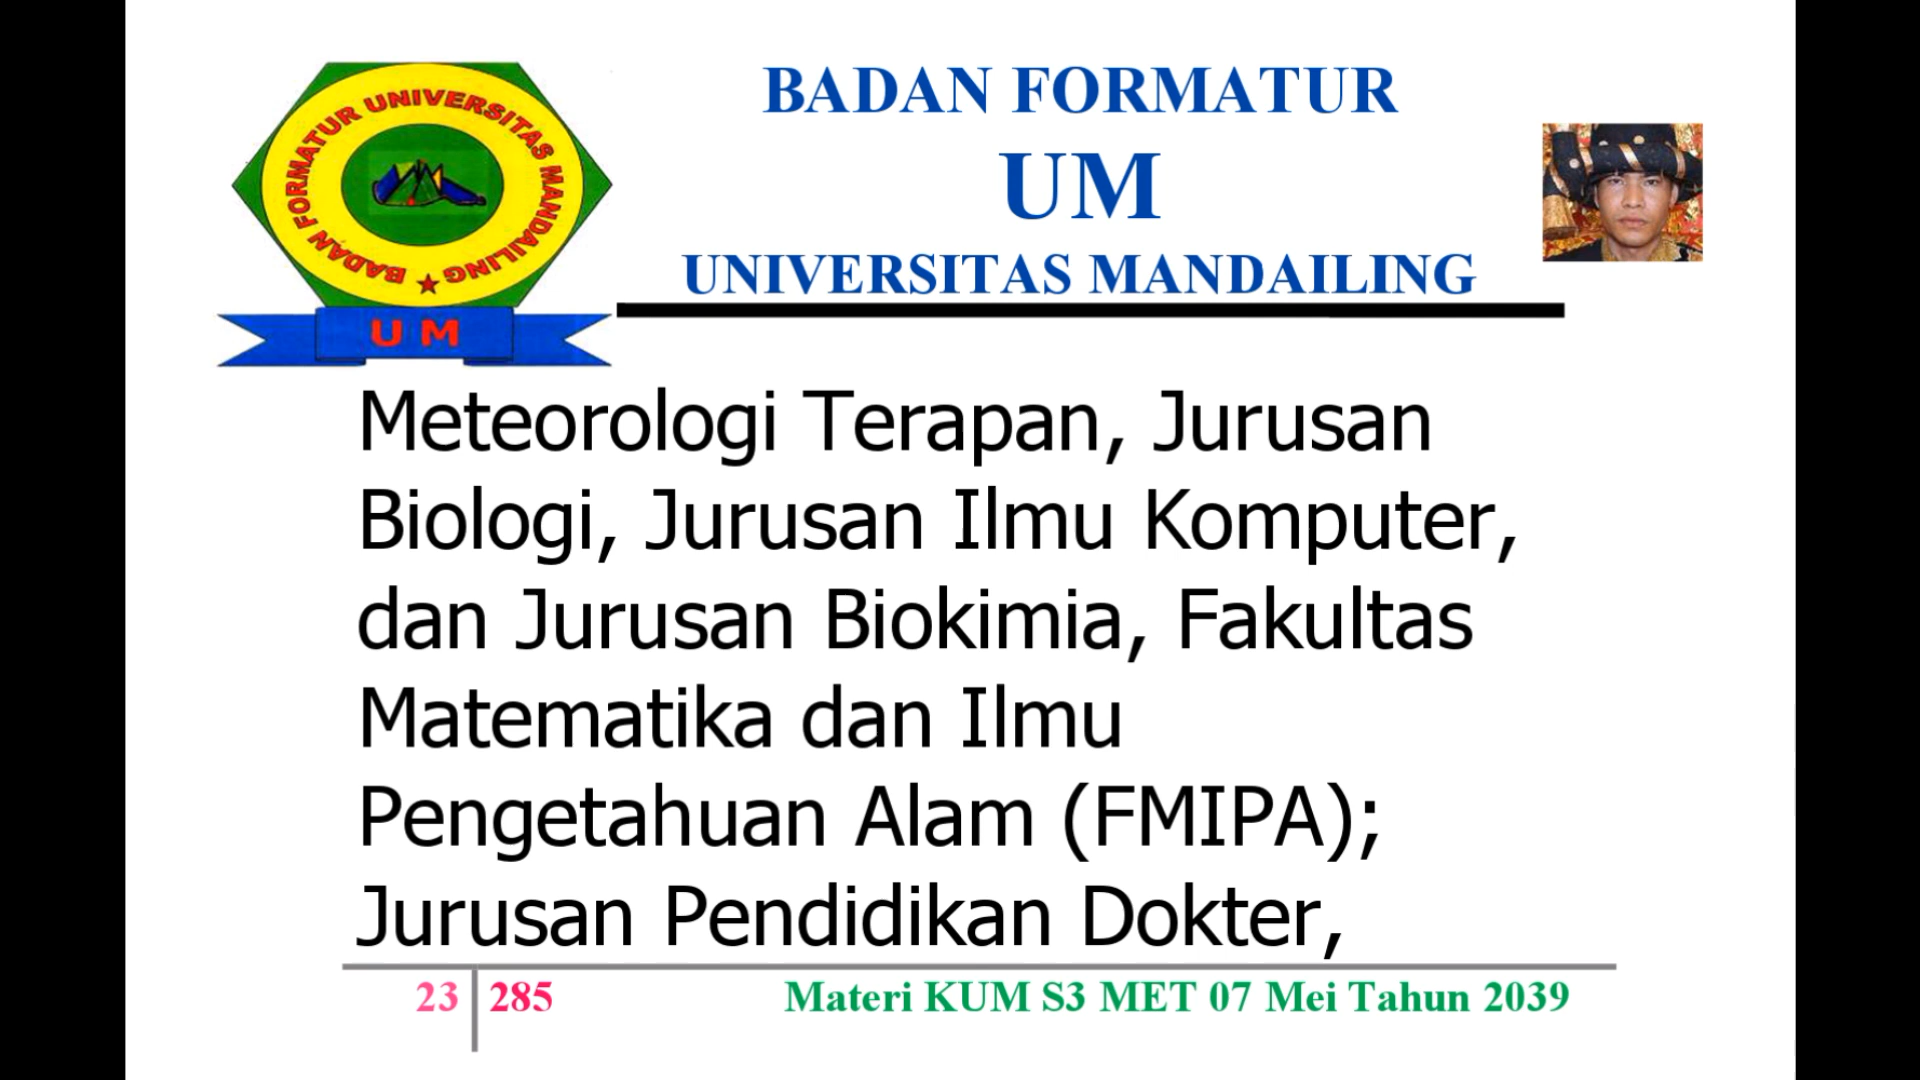 BADAN FORMATUR UNIVERSITAS MANDAILING
U M
BADAN FORMATUR
UM
UNIVERSITAS MANDAILING
Meteorologi Terapan, Jurusan
Biologi, Jurusan Ilmu Komputer,
dan Jurusan Biokimia, Fakultas
Matematika dan Ilmu
Pengetahuan Alam (FMIPA);
Jurusan Pendidikan Dokter,
23 285
Materi KUM S3 MET 07 Mei Tahun 2039